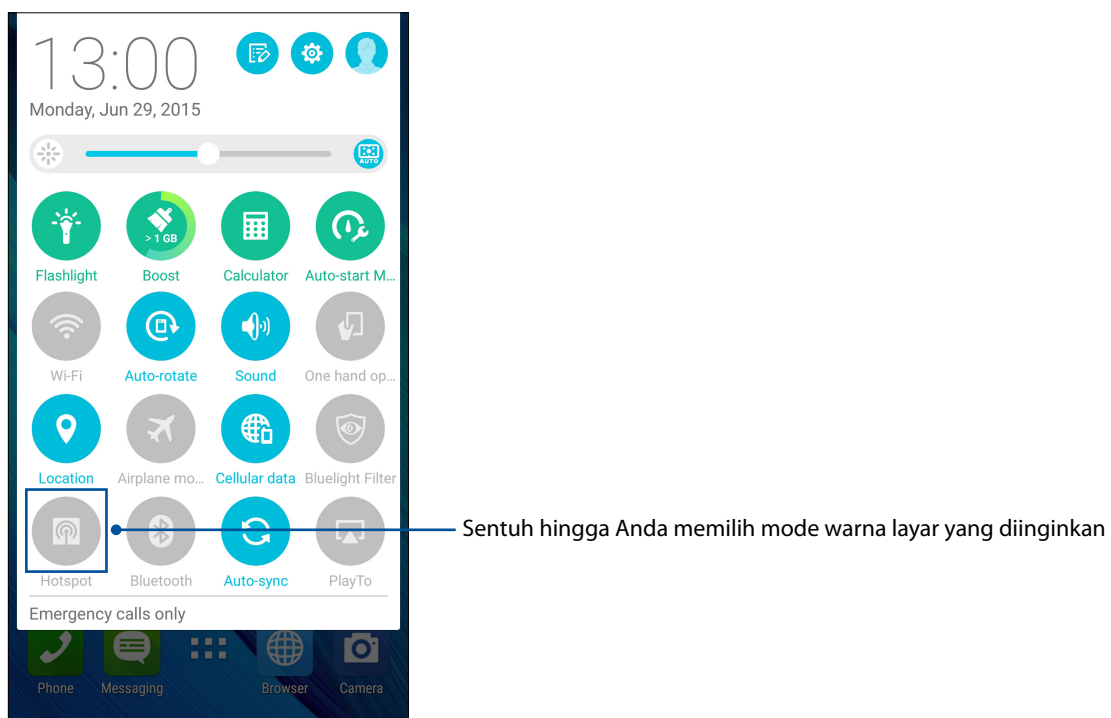 13:00
Monday, Jun 29, 2015
AUTO
> 1 GB
Flashlight Boost Calculator Auto-start M...
Wi-Fi Auto-rotate Sound One hand op...
Location Airplane mo... Cellular data Bluelight Filter
Sentuh hingga Anda memilih mode warna layar yang diinginkan
Hotspot Bluetooth Auto-sync PlayTo
Emergency calls only
Phone Messaging Browser Camera